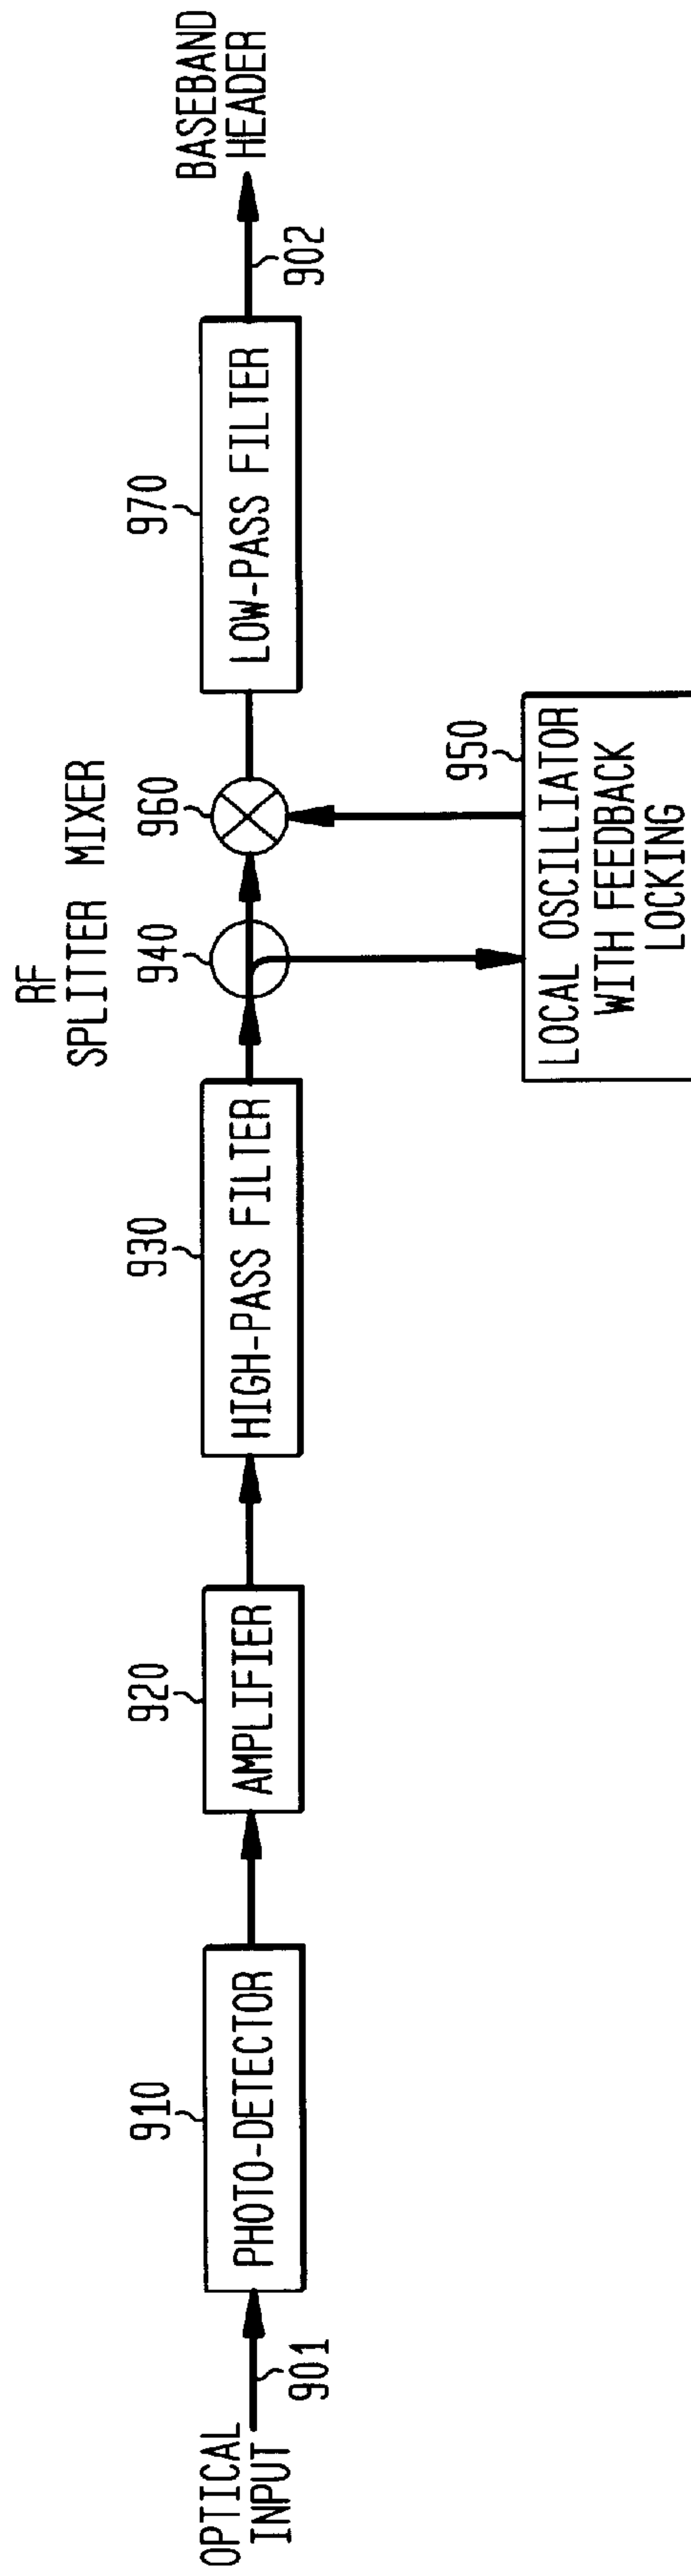 OPTICAL
INPUT
901
910
PHOTO-DETECTOR
920
AMPLIFIER
930
HIGH-PASS FILTER
RF
SPLITTER MIXER
940
960
950
LOCAL OSCILLIATOR
WITH FEEDBACK
LOCKING
970
LOW-PASS FILTER
902
BASEBAND
HEADER